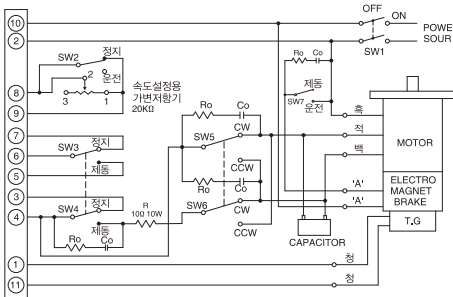 OFF
ON
POWE
SOUR
SW1
10
2
SW2
정지
2
운전
8
3
1
9
속도설정용
가변저항기
20KΩ
Ro
Co
SW7
제동
운전
흑
적
백
MOTOR
ELECTRO
MAGNET
BRAKE
'A'
'A'
T.G
7
정지
6
SW3
5
제동
3
정지
4
SW4
제동
Ro
Co
R
10Ω 10W
Ro
Co
SW5
CW
CCW
Ro
Co
SW6
CW
CCW
CAPACITOR
1
청
11
청